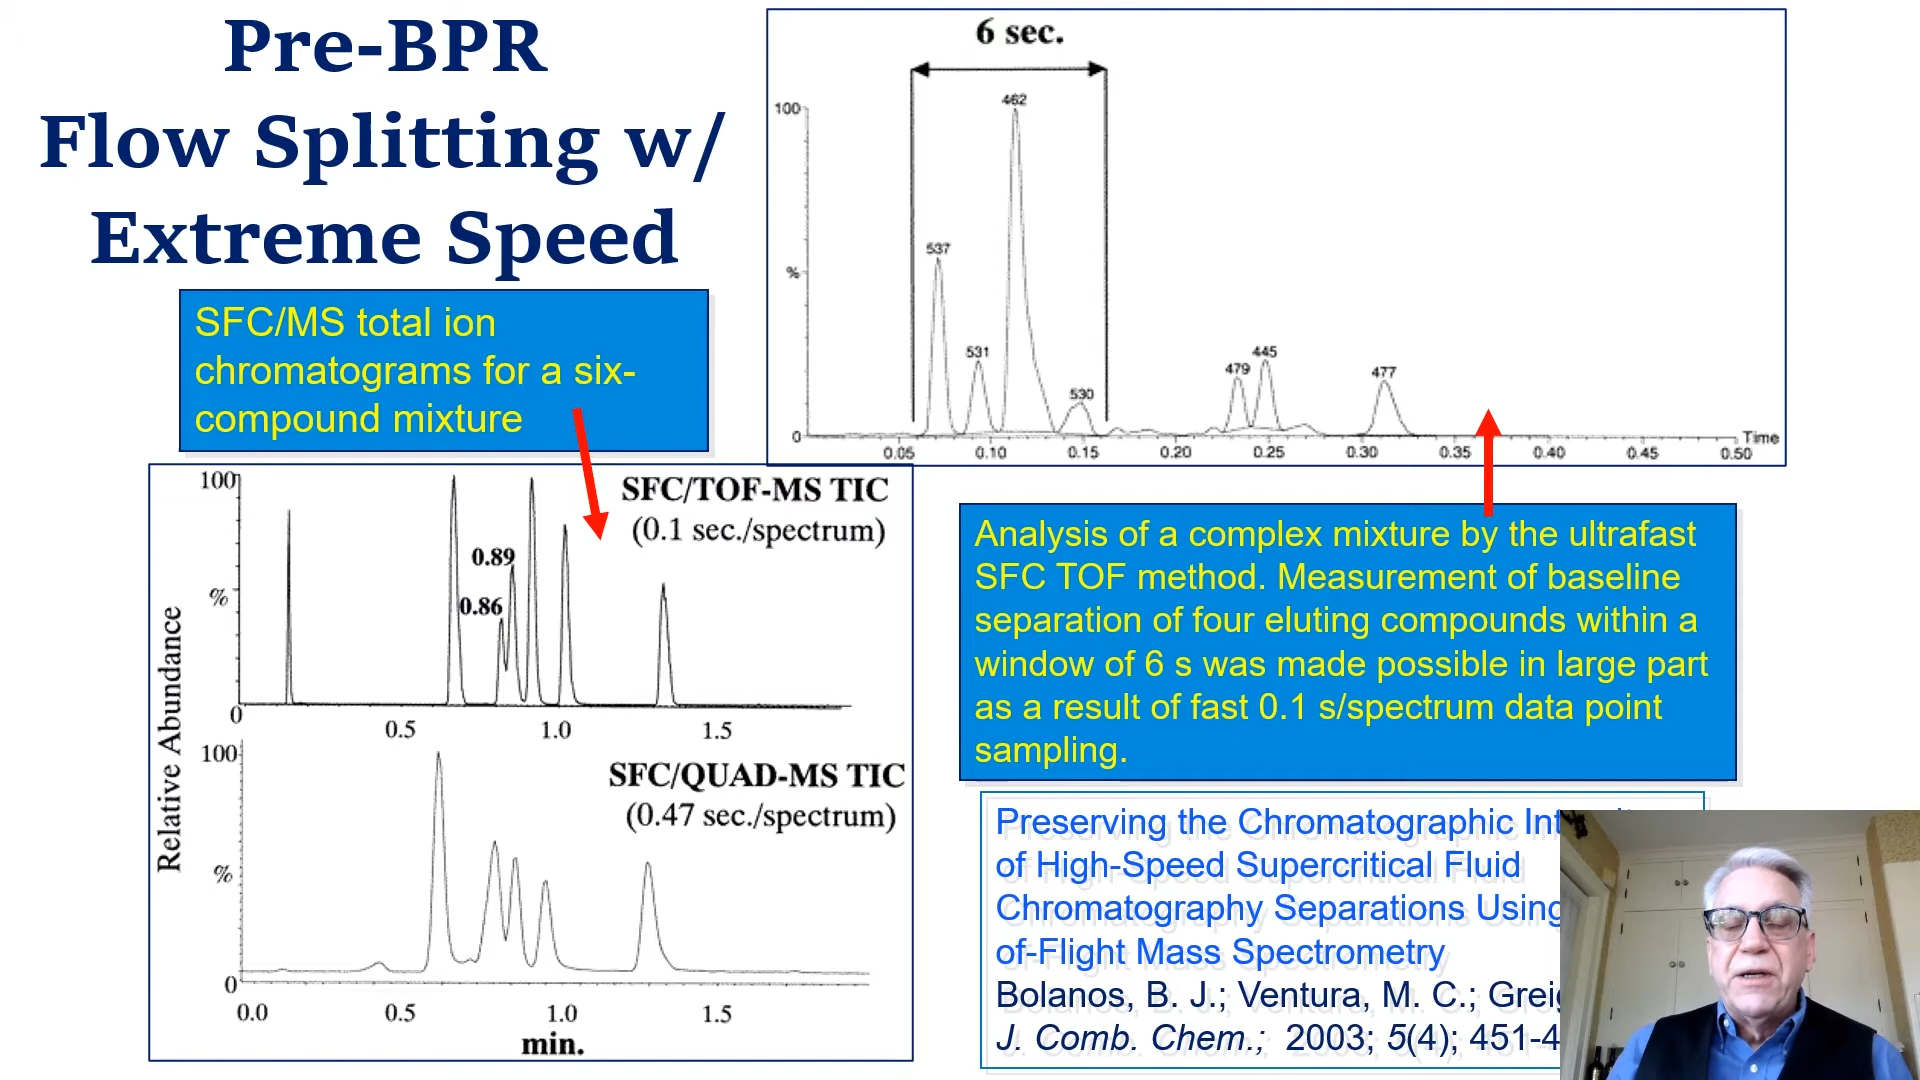 Pre-BPR
Flow Splitting w/
Extreme Speed
SFC/MS total ion
chromatograms for a six-
compound mixture
6 sec.
100
%
0
537
531
462
530
479
445
477
Time
0.05
0.10
0.15
0.20
0.25
0.30
0.35
0.40
0.45
0.50
SFC/TOF-MS TIC
(0.1 sec./spectrum)
100
%
0
0.89
0.86
0.5
1.0
1.5
Relative Abundance
SFC/QUAD-MS TIC
(0.47 sec./spectrum)
100
%
0
0.0
0.5
1.0
1.5
min.
Analysis of a complex mixture by the ultrafast
SFC TOF method. Measurement of baseline
separation of four eluting compounds within a
window of 6 s was made possible in large part
as a result of fast 0.1 s/spectrum data point
sampling.
Preserving the Chromatographic
of High-Speed Supercritical Fluid
Chromatography Separations Using
of-Flight Mass Spectrometry
Bolanos, B. J.; Ventura, M. C.;
J. Comb. Chem.; 2003; 5(4); 451-4